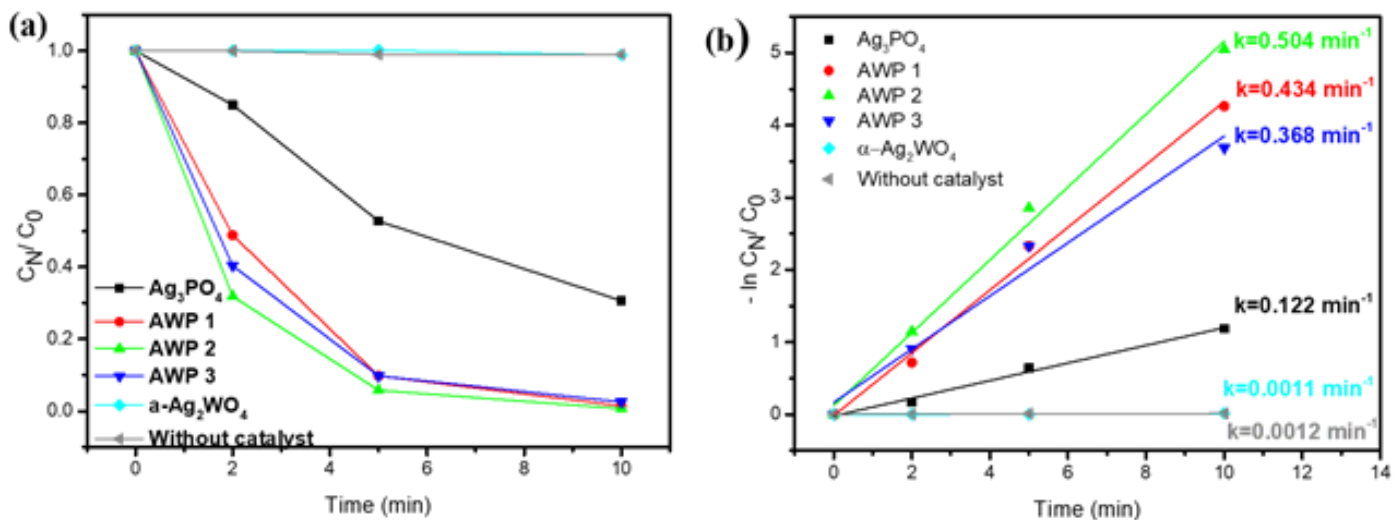 (a)
1.0
0.8
0.6
0.4
0.2
0.0
C_N/ C_0
Ag₃PO₄
AWP 1
AWP 2
AWP 3
a-Ag₂WO₄
Without catalyst
0 2 4 6 8 10
Time (min)
(b)
5
4
3
2
1
0
- ln C_N/ C_0
Ag₃PO₄
AWP 1
AWP 2
AWP 3
α–Ag₂WO₄
Without catalyst
k=0.504 min⁻¹
k=0.434 min⁻¹
k=0.368 min⁻¹
k=0.122 min⁻¹
k=0.0011 min⁻¹
k=0.0012 min⁻¹
0 2 4 6 8 10 12 14
Time (min)